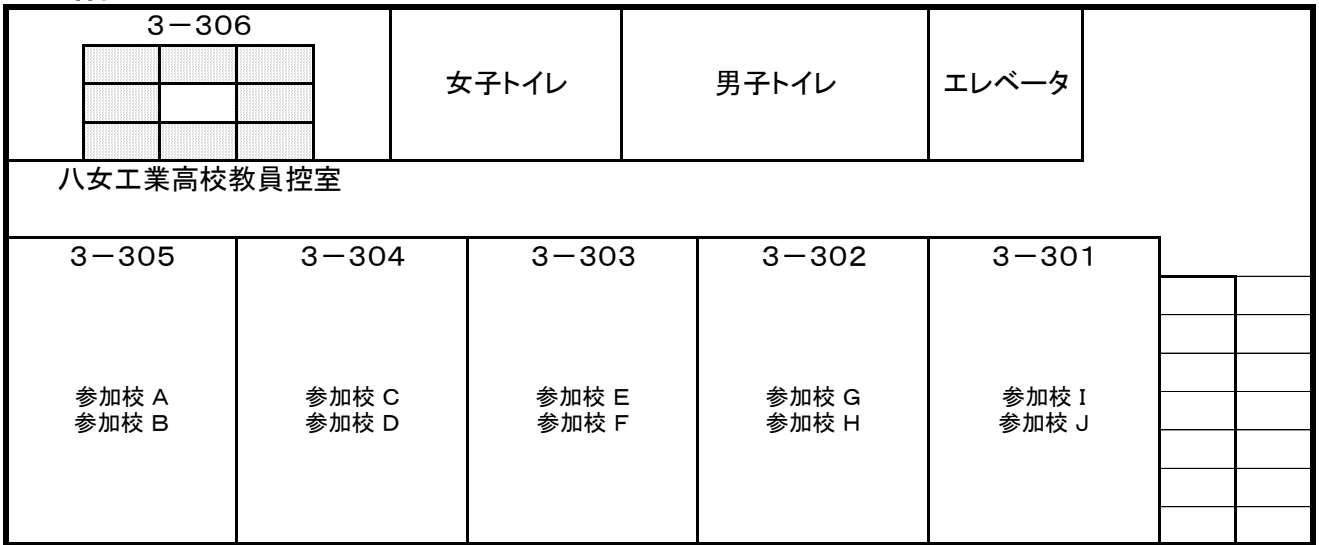 3－306
女子トイレ
男子トイレ
エレベータ
八女工業高校教員控室
3－305
3－304
3－303
3－302
3－301
参加校 A
参加校 B
参加校 C
参加校 D
参加校 E
参加校 F
参加校 G
参加校 H
参加校 I
参加校 J